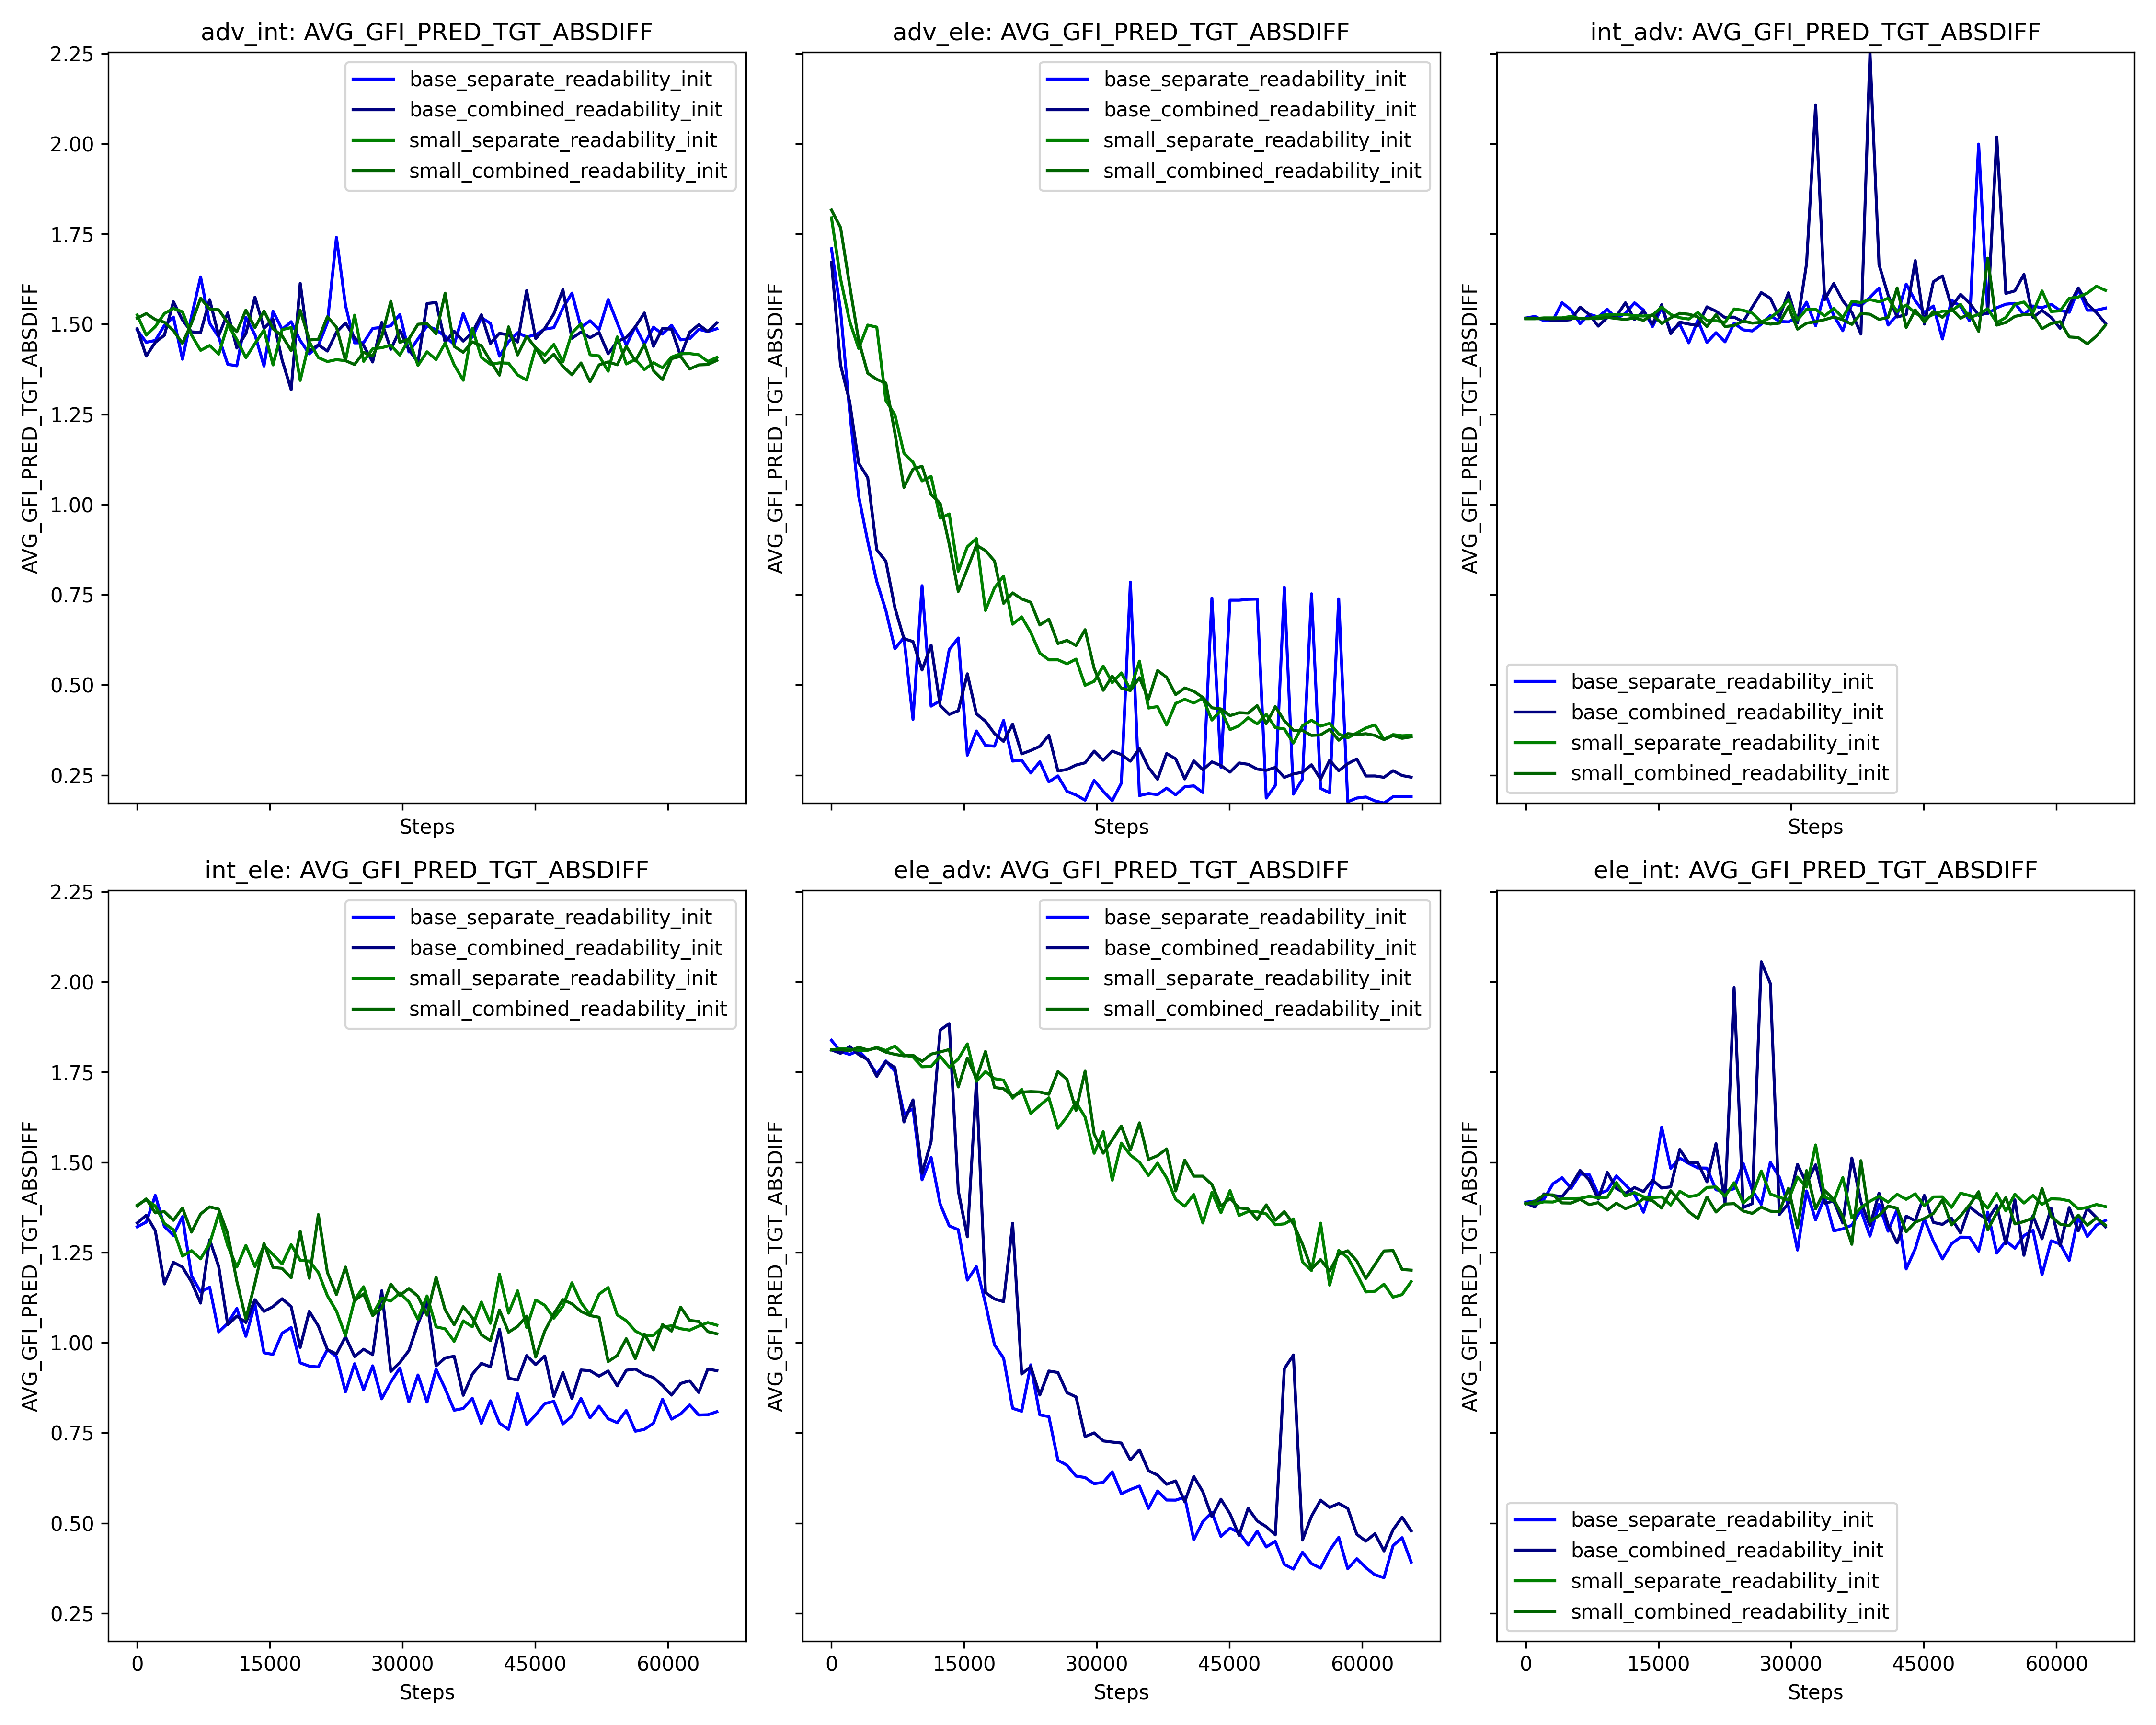 adv_int: AVG_GFI_PRED_TGT_ABSDIFF
AVG_GFI_PRED_TGT_ABSDIFF
2.25
2.00
1.75
1.50
1.25
1.00
0.75
0.50
0.25
base_separate_readability_init
base_combined_readability_init
small_separate_readability_init
small_combined_readability_init
Steps
adv_ele: AVG_GFI_PRED_TGT_ABSDIFF
AVG_GFI_PRED_TGT_ABSDIFF
base_separate_readability_init
base_combined_readability_init
small_separate_readability_init
small_combined_readability_init
Steps
int_adv: AVG_GFI_PRED_TGT_ABSDIFF
AVG_GFI_PRED_TGT_ABSDIFF
base_separate_readability_init
base_combined_readability_init
small_separate_readability_init
small_combined_readability_init
Steps
int_ele: AVG_GFI_PRED_TGT_ABSDIFF
AVG_GFI_PRED_TGT_ABSDIFF
2.25
2.00
1.75
1.50
1.25
1.00
0.75
0.50
0.25
base_separate_readability_init
base_combined_readability_init
small_separate_readability_init
small_combined_readability_init
0 15000 30000 45000 60000
Steps
ele_adv: AVG_GFI_PRED_TGT_ABSDIFF
AVG_GFI_PRED_TGT_ABSDIFF
base_separate_readability_init
base_combined_readability_init
small_separate_readability_init
small_combined_readability_init
0 15000 30000 45000 60000
Steps
ele_int: AVG_GFI_PRED_TGT_ABSDIFF
AVG_GFI_PRED_TGT_ABSDIFF
base_separate_readability_init
base_combined_readability_init
small_separate_readability_init
small_combined_readability_init
0 15000 30000 45000 60000
Steps